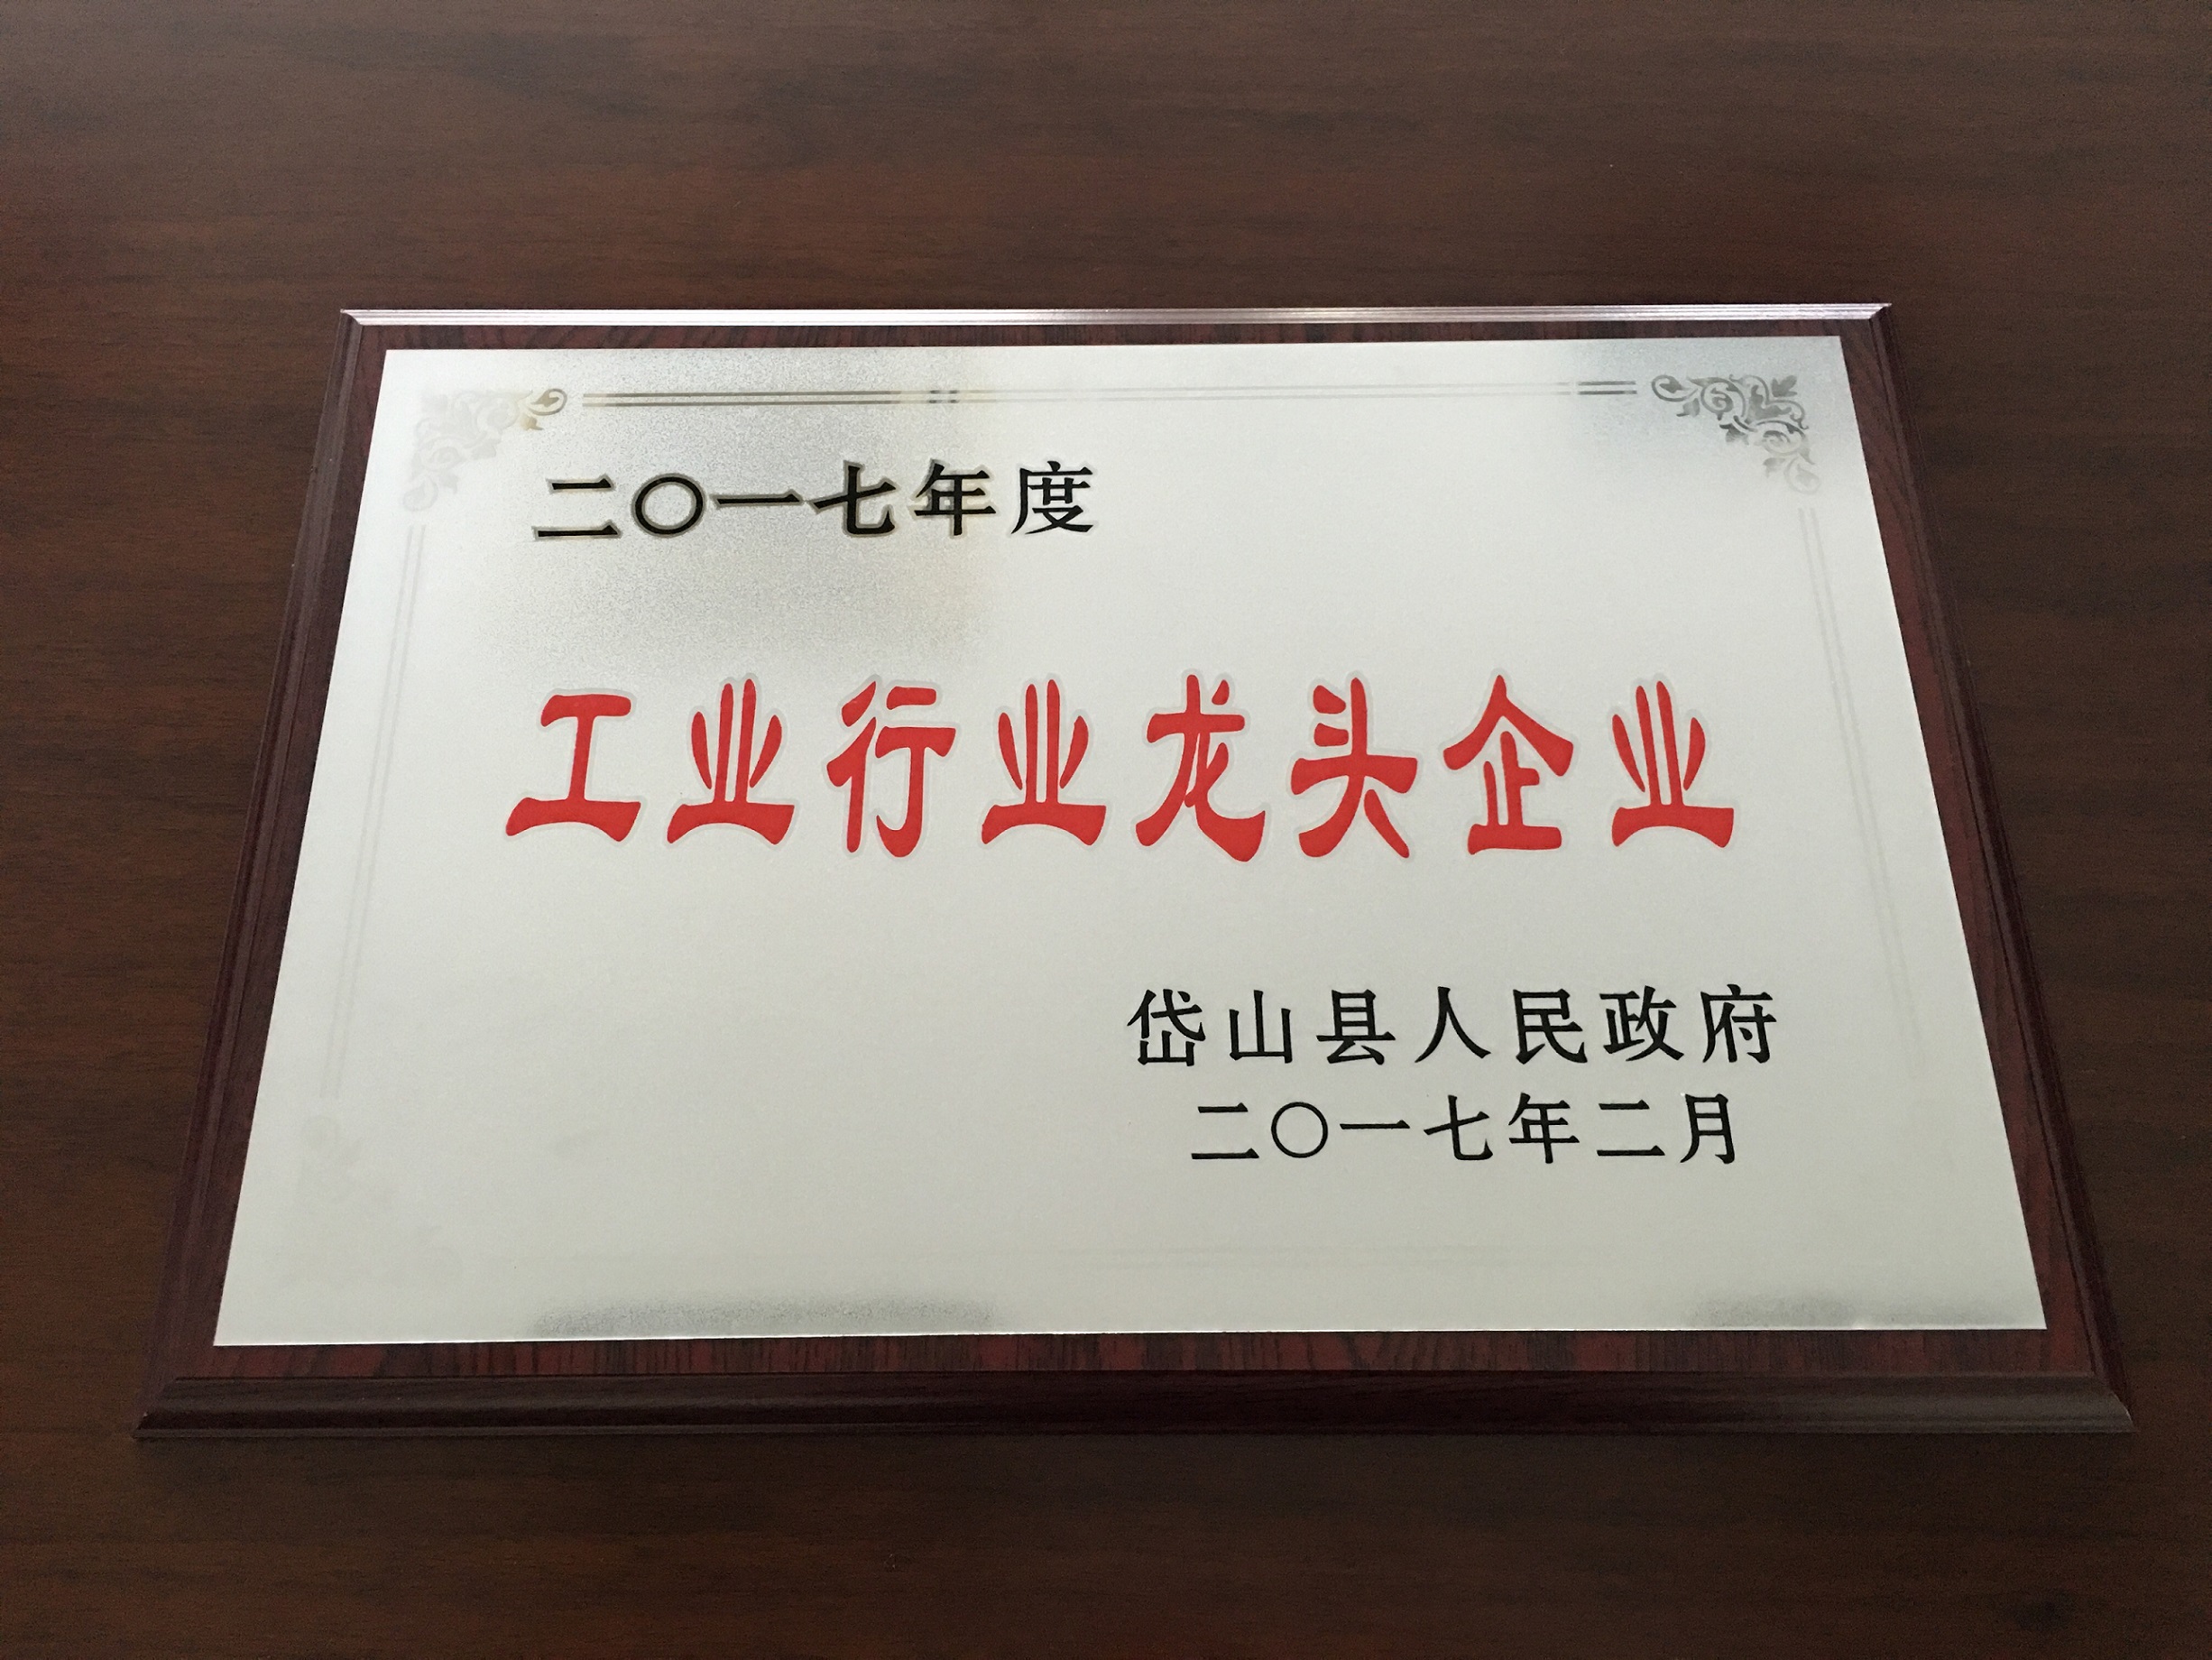 二〇一七年度
工业行业龙头企业
岱山县人民政府
二〇一七年二月